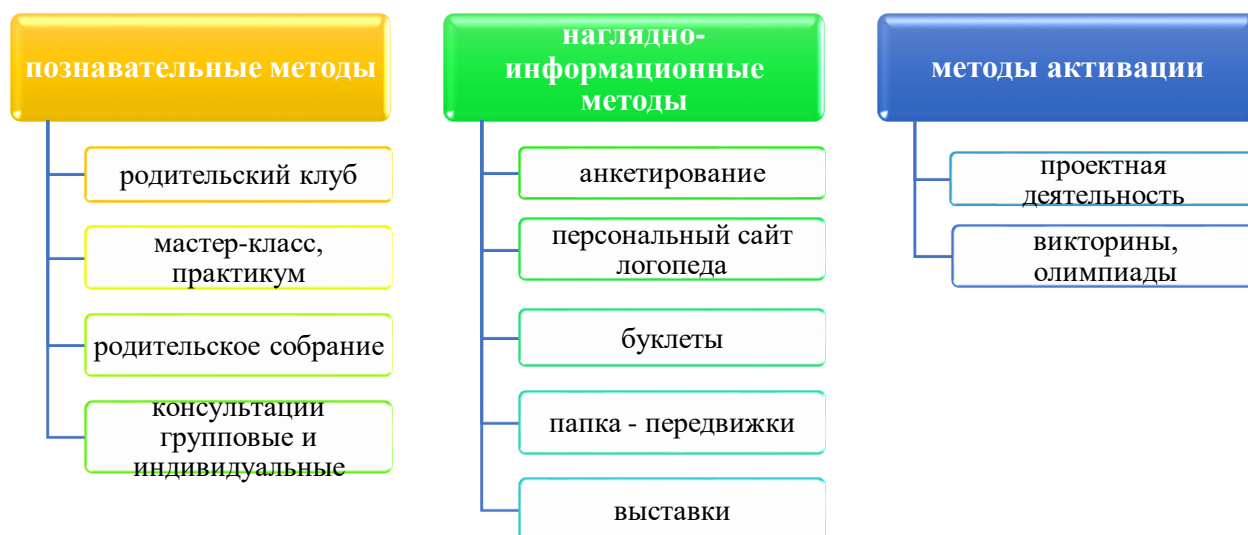 познавательные методы
родительский клуб
мастер-класс,
практикум
родительское собрание
консультации
групповые и
индивидуальные
наглядно-
информационные
методы
анкетирование
персональный сайт
логопеда
буклеты
папка - передвижки
выставки
методы активации
проектная
деятельность
викторины,
олимпиады